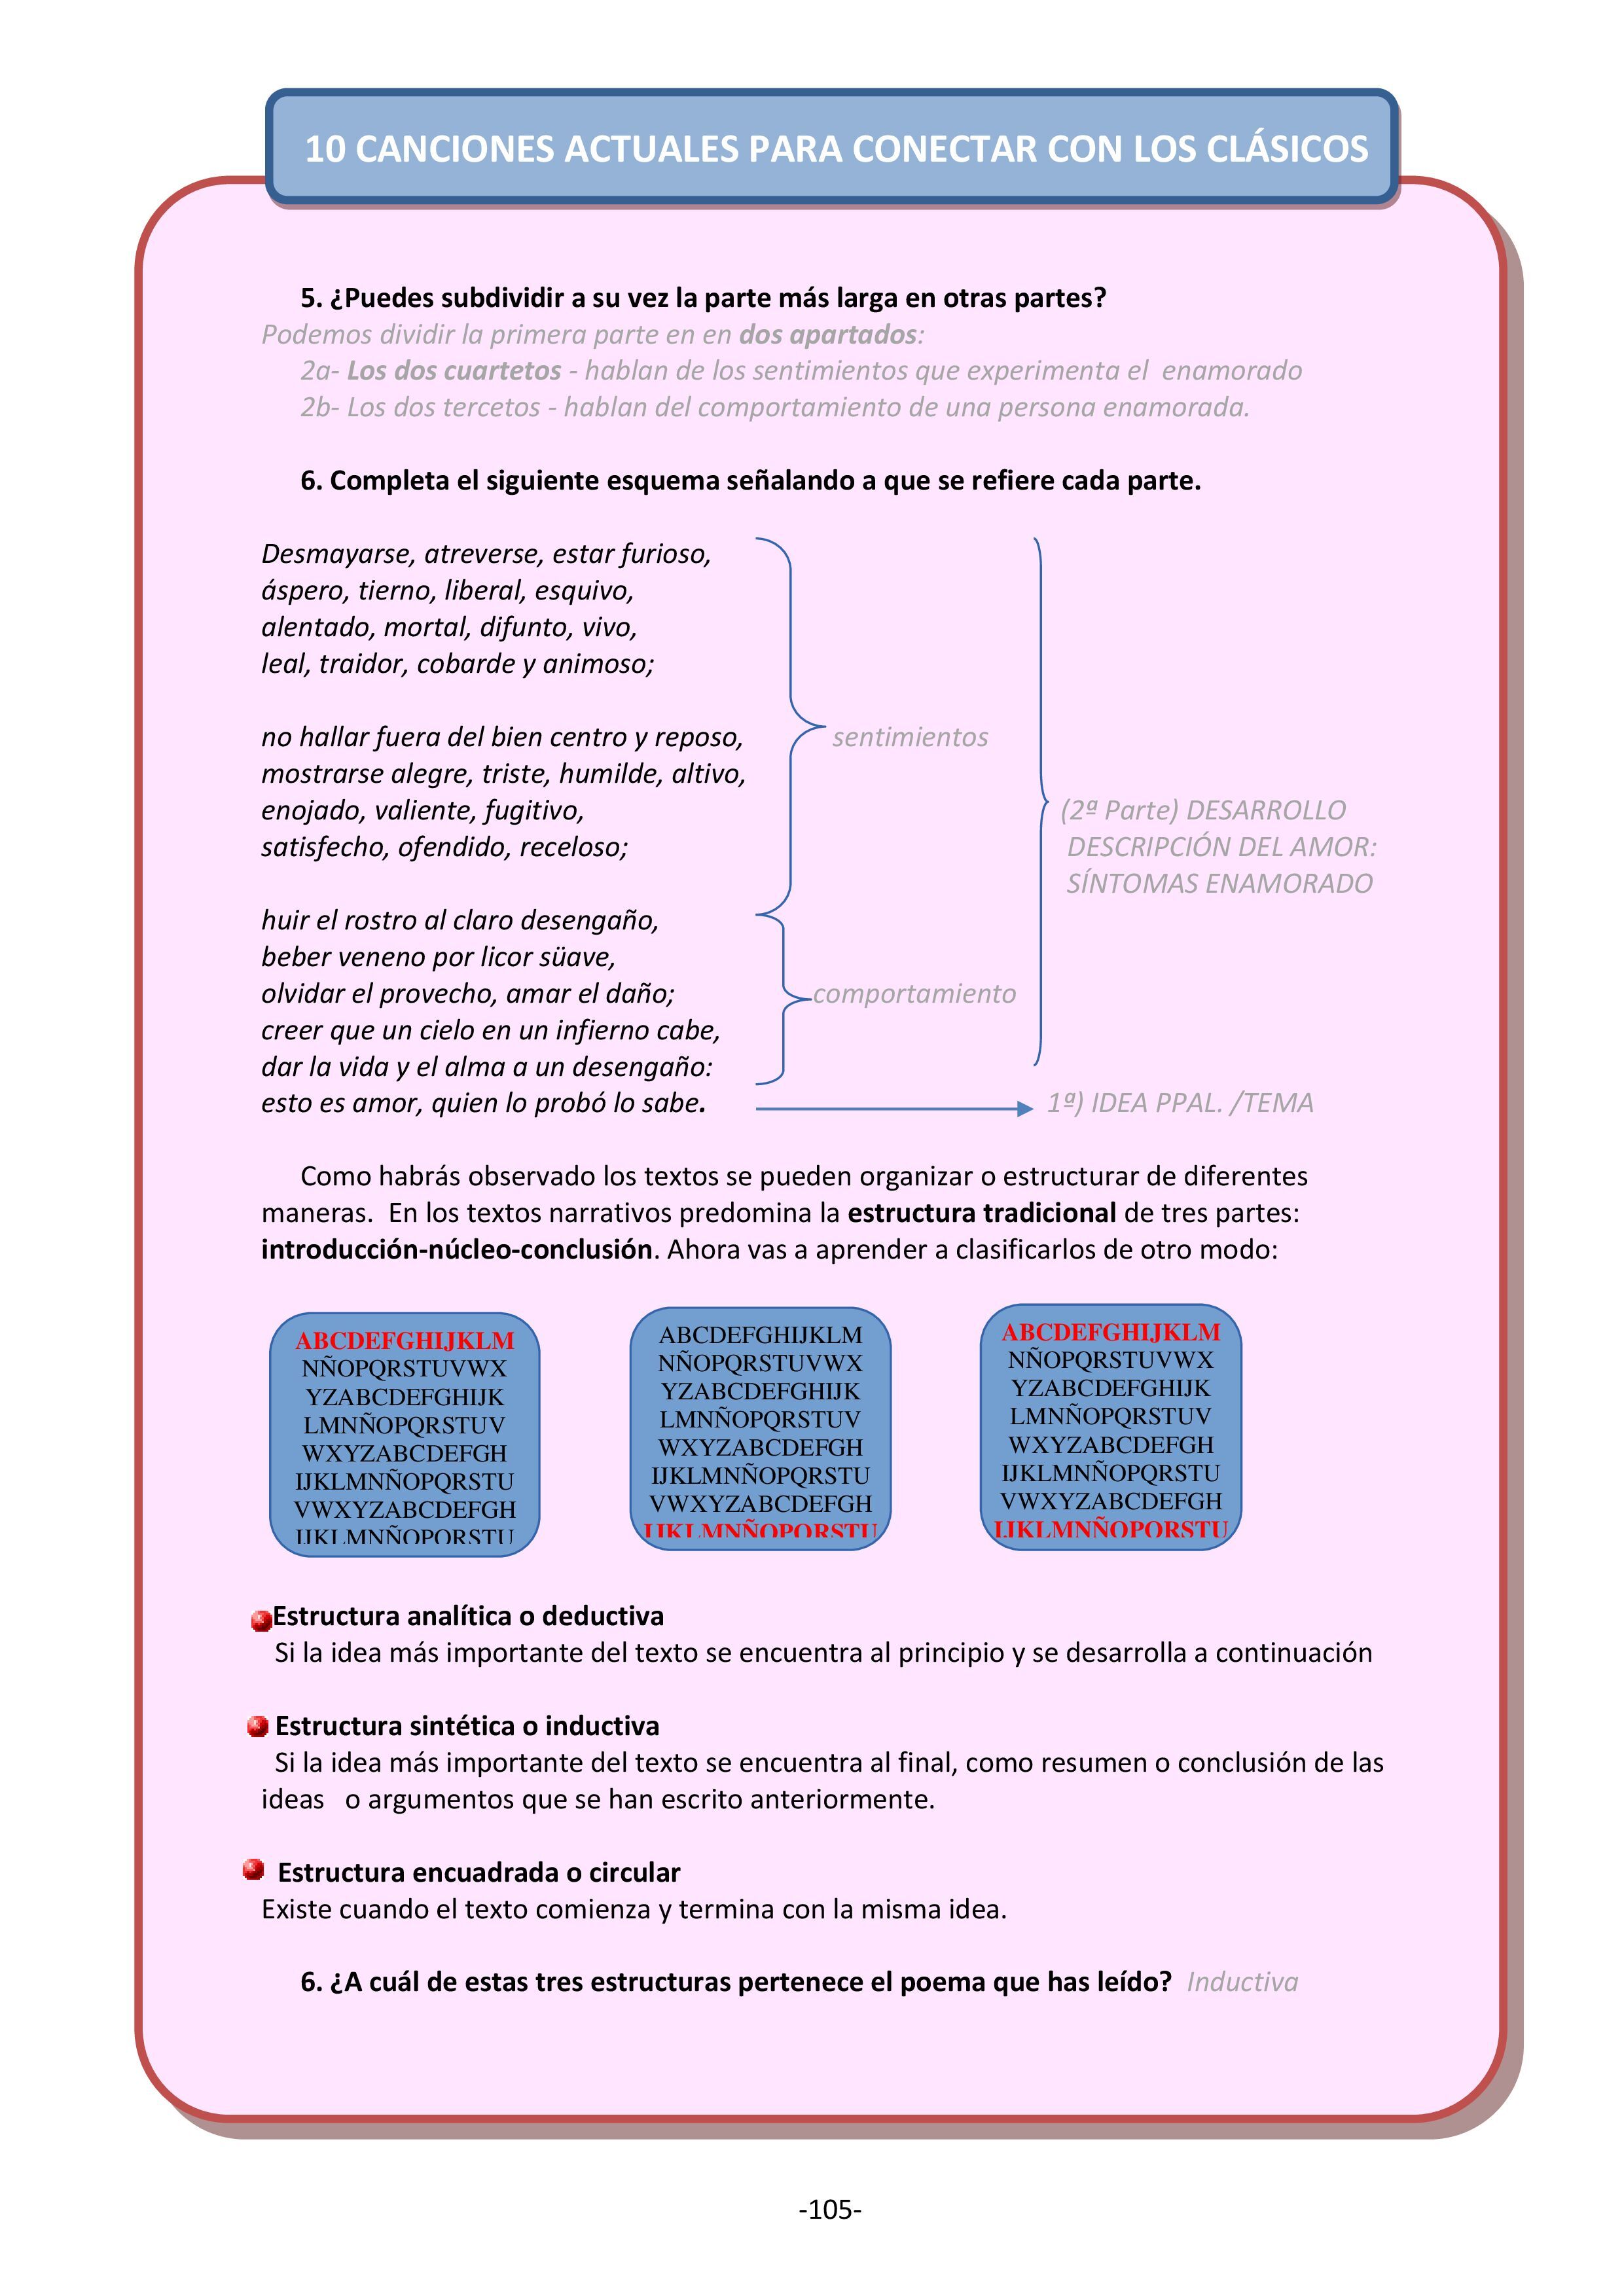 10 CANCIONES ACTUALES PARA CONECTAR CON LOS CLÁSICOS
5. ¿Puedes subdividir a su vez la parte más larga en otras partes?
Podemos dividir la primera parte en en dos apartados:
2a- Los dos cuartetos - hablan de los sentimientos que experimenta el enamorado
2b- Los dos tercetos - hablan del comportamiento de una persona enamorada.
6. Completa el siguiente esquema señalando a que se refiere cada parte.
Desmayarse, atreverse, estar furioso,
áspero, tierno, liberal, esquivo,
alentado, mortal, difunto, vivo,
leal, traidor, cobarde y animoso;
no hallar fuera del bien centro y reposo,
mostrarse alegre, triste, humilde, altivo,
enojado, valiente, fugitivo,
satisfecho, ofendido, receloso;
huir el rostro al claro desengaño,
beber veneno por licor süave,
olvidar el provecho, amar el daño;
creer que un cielo en un infierno cabe,
dar la vida y el alma a un desengaño:
esto es amor, quien lo probó lo sabe.
sentimientos
comportamiento
(2ª Parte) DESARROLLO
DESCRIPCIÓN DEL AMOR:
SÍNTOMAS ENAMORADO
1ª) IDEA PPAL. /TEMA
Como habrás observado los textos se pueden organizar o estructurar de diferentes
maneras. En los textos narrativos predomina la estructura tradicional de tres partes:
introducción-núcleo-conclusión. Ahora vas a aprender a clasificarlos de otro modo:
ABCDEFGHIJKLM
NÑOPQRSTUVWX
YZABCDEFGHIJK
LMNÑOPQRSTUV
WXYZABCDEFGH
IJKLMNÑOPQRSTU
VWXYZABCDEFGH
IJKLMNÑOPQRSTU
ABCDEFGHIJKLM
NÑOPQRSTUVWX
YZABCDEFGHIJK
LMNÑOPQRSTUV
WXYZABCDEFGH
IJKLMNÑOPQRSTU
VWXYZABCDEFGH
IJKLMNÑOPQRSTU
ABCDEFGHIJKLM
NÑOPQRSTUVWX
YZABCDEFGHIJK
LMNÑOPQRSTUV
WXYZABCDEFGH
IJKLMNÑOPQRSTU
VWXYZABCDEFGH
IJKLMNÑOPQRSTU
Estructura analítica o deductiva
Si la idea más importante del texto se encuentra al principio y se desarrolla a continuación
Estructura sintética o inductiva
Si la idea más importante del texto se encuentra al final, como resumen o conclusión de las
ideas o argumentos que se han escrito anteriormente.
Estructura encuadrada o circular
Existe cuando el texto comienza y termina con la misma idea.
6. ¿A cuál de estas tres estructuras pertenece el poema que has leído? Inductiva
-105-